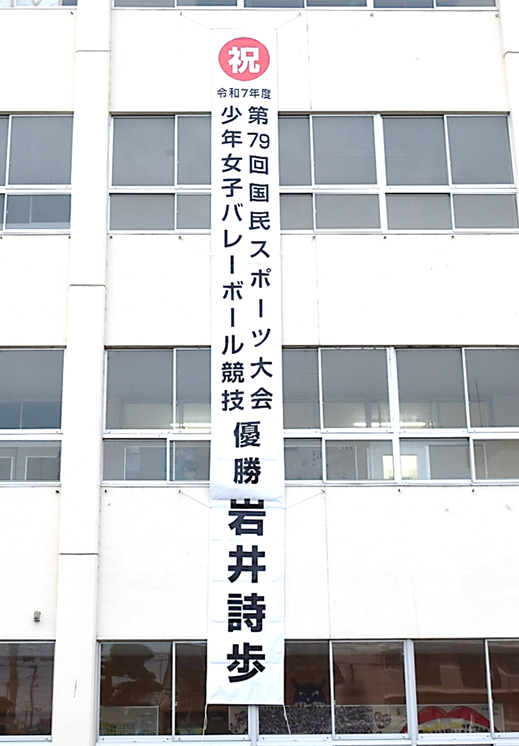 祝
令和7年度
第79回国民スポーツ大会
少年女子バレーボール競技
優勝
岩井詩歩